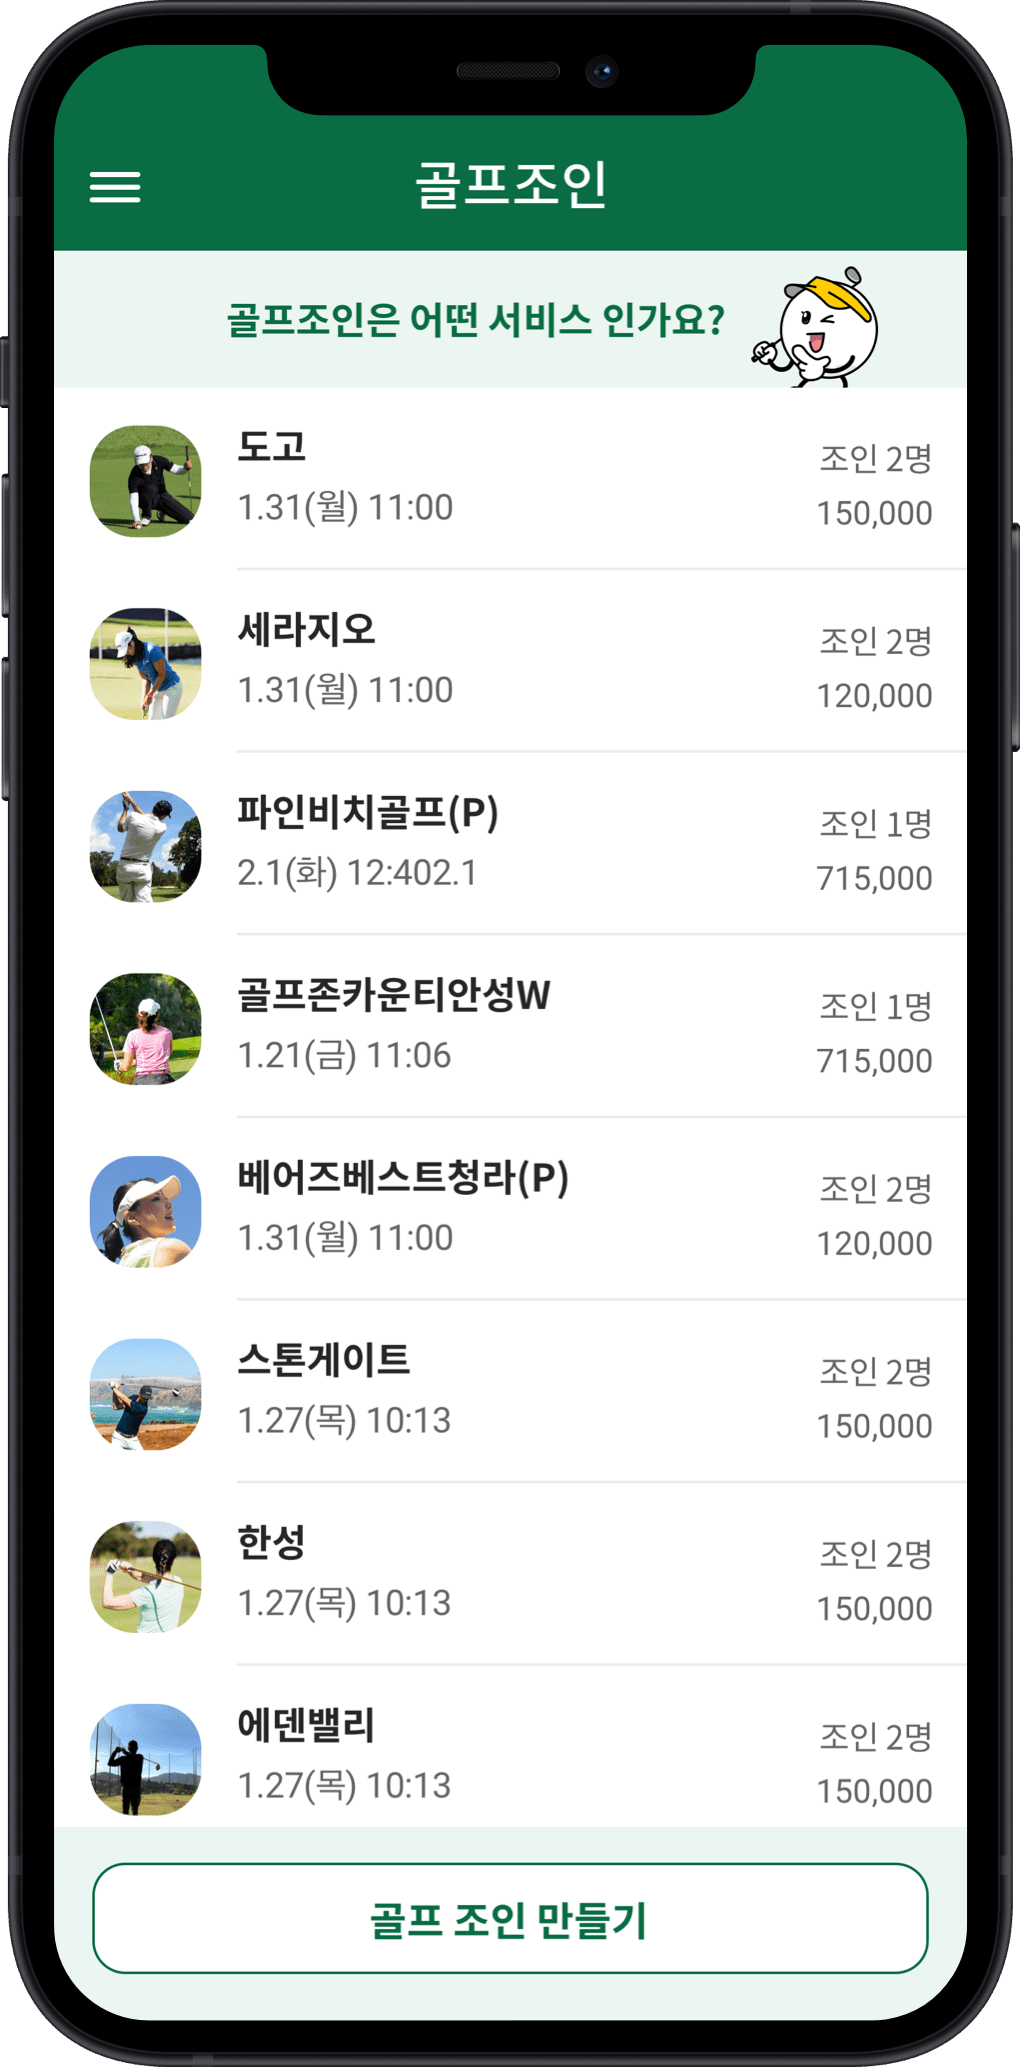 골프조인
골프조인은 어떤 서비스 인가요?
도고
조인 2명
1.31(월) 11:00
150,000
세라지오
조인 2명
1.31(월) 11:00
120,000
파인비치골프(P)
조인 1명
2.1(화) 12:402.1
715,000
골프존카운티안성W
조인 1명
1.21(금) 11:06
715,000
베어즈베스트청라(P)
조인 2명
1.31(월) 11:00
120,000
스톤게이트
조인 2명
1.27(목) 10:13
150,000
한성
조인 2명
1.27(목) 10:13
150,000
에덴밸리
조인 2명
1.27(목) 10:13
150,000
골프 조인 만들기